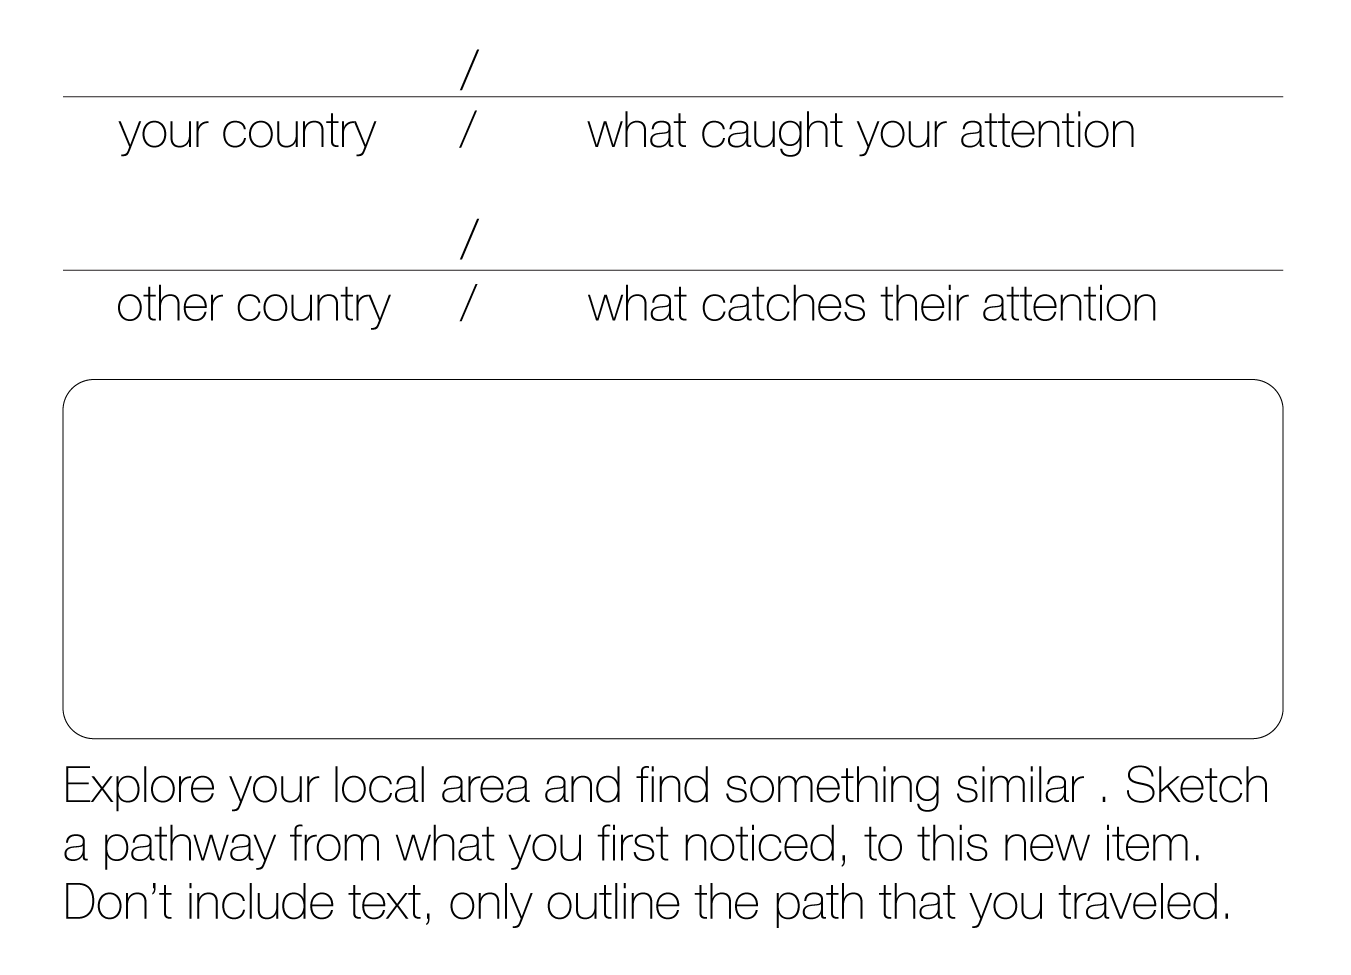 /
your country / what caught your attention
/
other country / what catches their attention
Explore your local area and find something similar . Sketch
a pathway from what you first noticed, to this new item.
Don’t include text, only outline the path that you traveled.